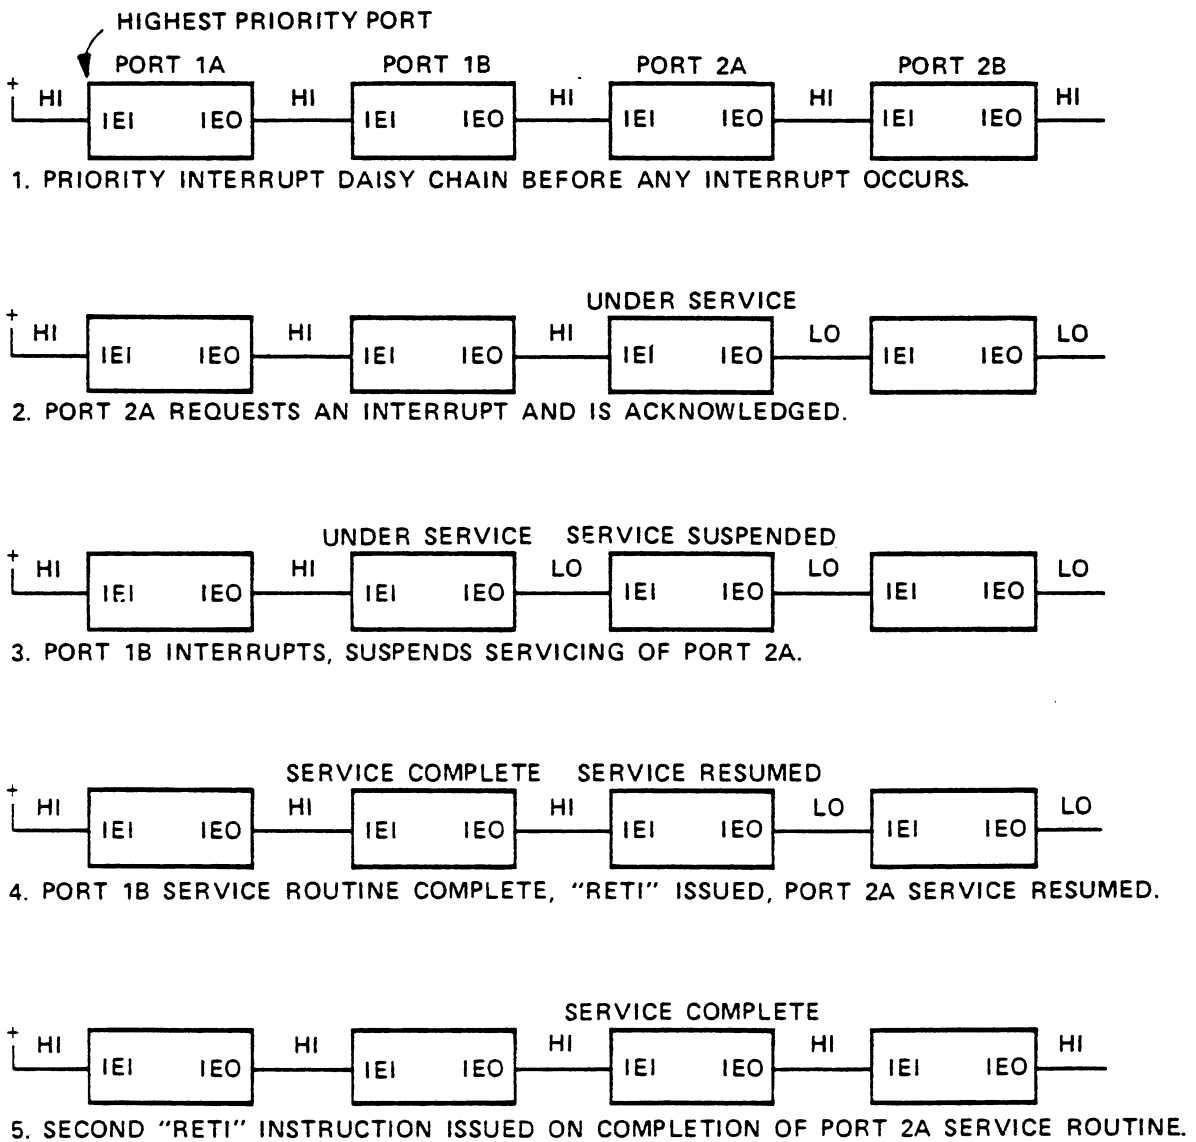 HIGHEST PRIORITY PORT
PORT 1A PORT 1B PORT 2A PORT 2B
+ HI HI HI HI HI
IEI IEO IEI IEO IEI IEO IEI IEO
1. PRIORITY INTERRUPT DAISY CHAIN BEFORE ANY INTERRUPT OCCURS.
UNDER SERVICE
+ HI HI HI LO LO
IEI IEO IEI IEO IEI IEO IEI IEO
2. PORT 2A REQUESTS AN INTERRUPT AND IS ACKNOWLEDGED.
UNDER SERVICE SERVICE SUSPENDED
+ HI HI LO LO LO
IEI IEO IEI IEO IEI IEO IEI IEO
3. PORT 1B INTERRUPTS, SUSPENDS SERVICING OF PORT 2A.
SERVICE COMPLETE SERVICE RESUMED
+ HI HI HI LO LO
IEI IEO IEI IEO IEI IEO IEI IEO
4. PORT 1B SERVICE ROUTINE COMPLETE, "RETI" ISSUED, PORT 2A SERVICE RESUMED.
SERVICE COMPLETE
+ HI HI HI HI HI
IEI IEO IEI IEO IEI IEO IEI IEO
5. SECOND "RETI" INSTRUCTION ISSUED ON COMPLETION OF PORT 2A SERVICE ROUTINE.